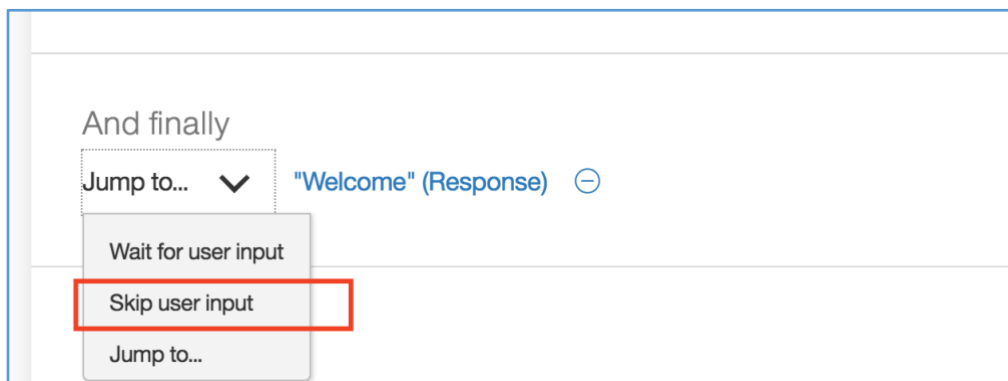 And finally
Jump to... "Welcome" (Response)
Wait for user input
Skip user input
Jump to...